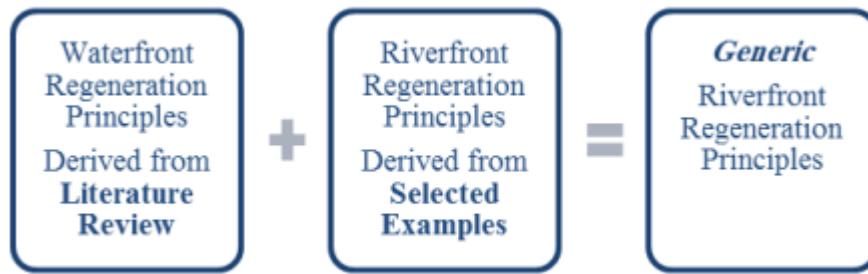 Waterfront
Regeneration
Principles
Derived from
Literature
Review
+
Riverfront
Regeneration
Principles
Derived from
Selected
Examples
=
Generic
Riverfront
Regeneration
Principles